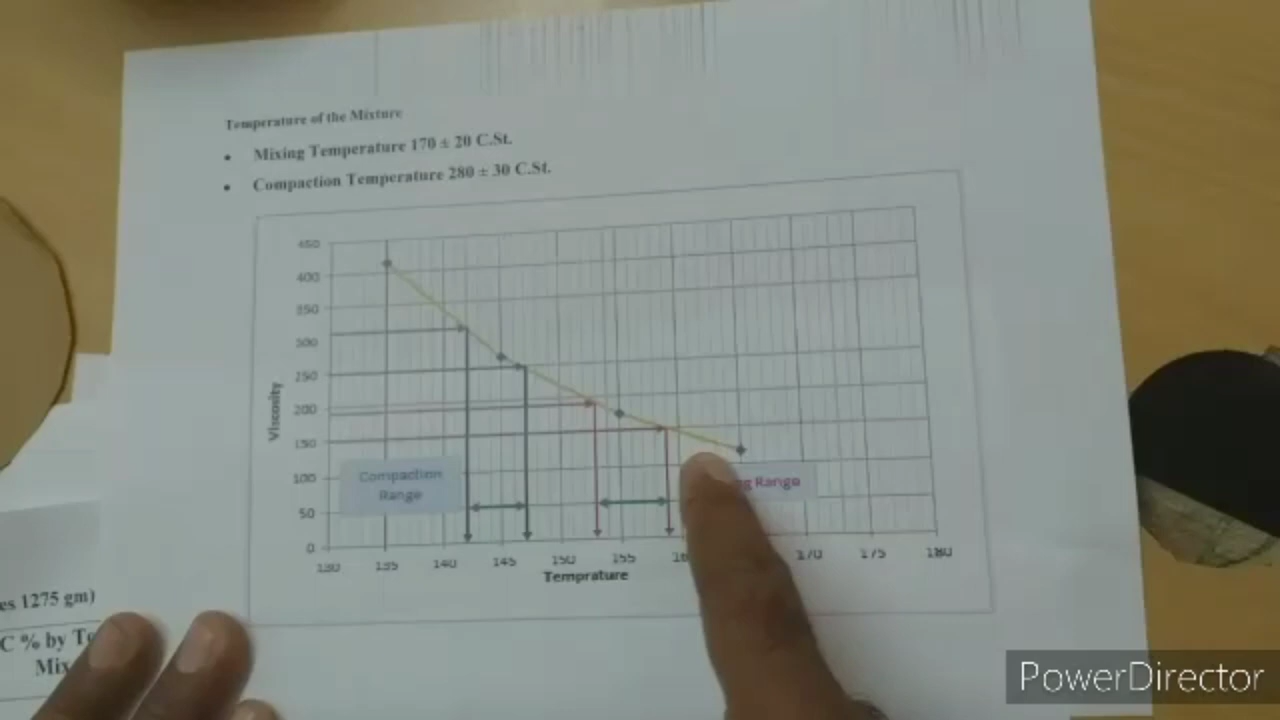 Temperature of the Mixture
• Mixing Temperature 170 ± 20 C.St.
• Compaction Temperature 280 ± 30 C.St.
450
400
350
300
250
200
150
100
50
0
Viscosity
Compaction
Range
Range
130 135 140 145 150 155 170 175 180
Temprature
es 1275 gm)
C % by
Mix
PowerDirector